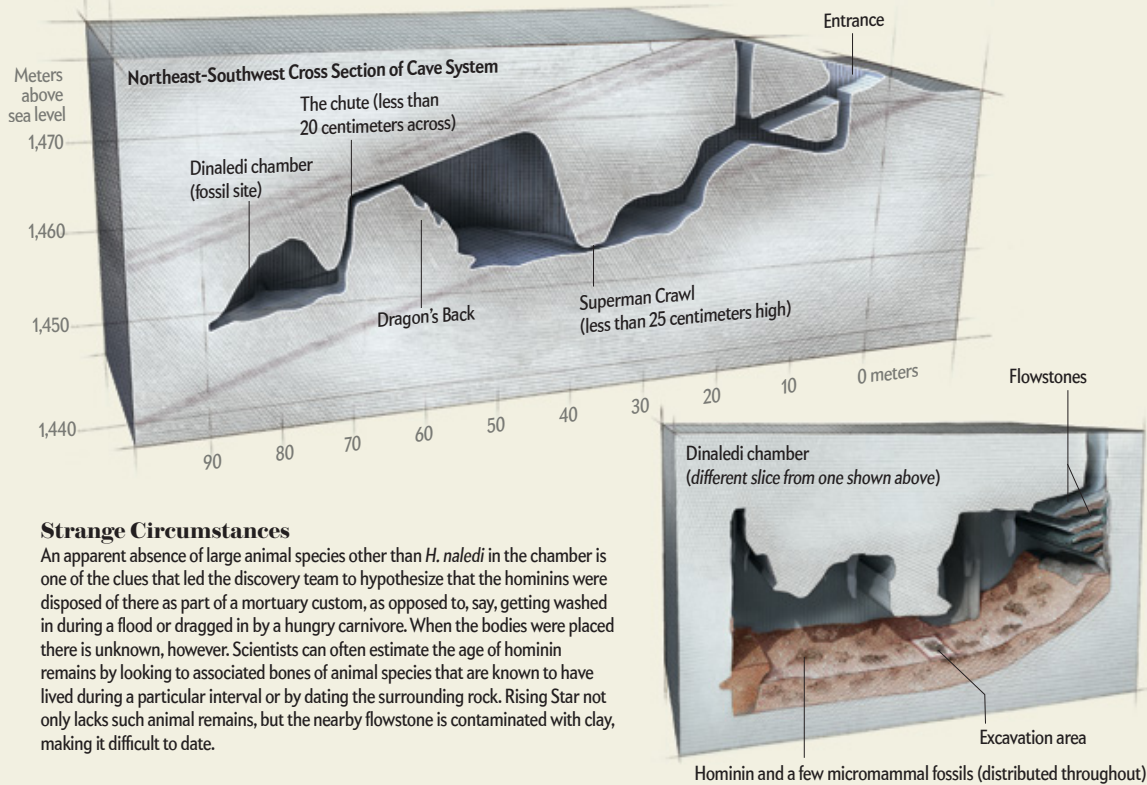 Entrance
Northeast-Southwest Cross Section of Cave System
Meters
above
sea level
1,470
1,460
1,450
1,440
The chute (less than
20 centimeters across)
Dinaledi chamber
(fossil site)
Dragon's Back
Superman Crawl
(less than 25 centimeters high)
90
80
70
60
50
40
30
20
10
0 meters
Strange Circumstances
An apparent absence of large animal species other than H. naledi in the chamber is
one of the clues that led the discovery team to hypothesize that the hominins were
disposed of there as part of a mortuary custom, as opposed to, say, getting washed
in during a flood or dragged in by a hungry carnivore. When the bodies were placed
there is unknown, however. Scientists can often estimate the age of hominin
remains by looking to associated bones of animal species that are known to have
lived during a particular interval or by dating the surrounding rock. Rising Star not
only lacks such animal remains, but the nearby flowstone is contaminated with clay,
making it difficult to date.
Flowstones
Dinaledi chamber
(different slice from one shown above)
Excavation area
Hominin and a few micromammal fossils (distributed throughout)